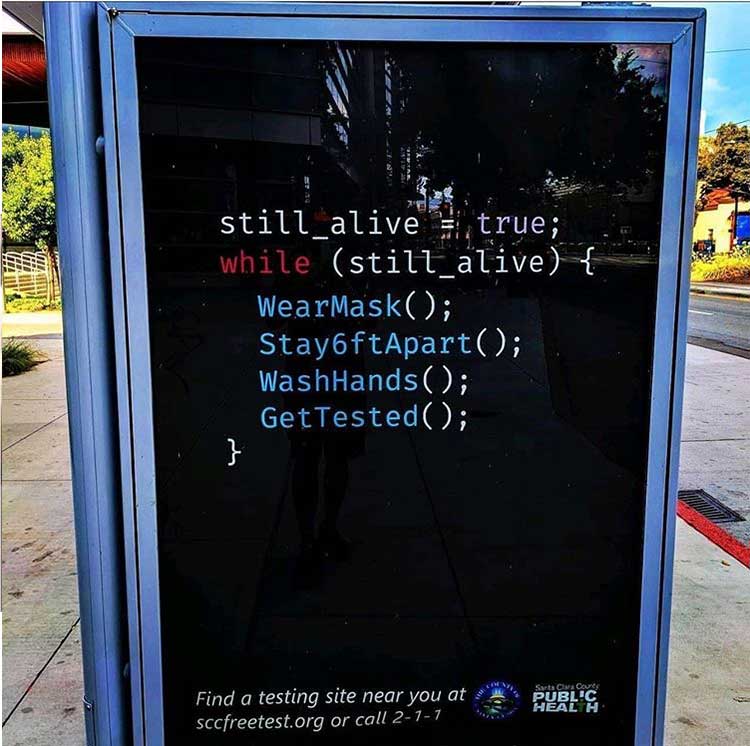 still_alive = true;
while (still_alive) {
WearMask();
Stay6ftApart();
WashHands();
GetTested();
}
Find a testing site near you at
sccfreetest.org or call 2-1-1
Santa Clara County
PUBLIC
HEALTH